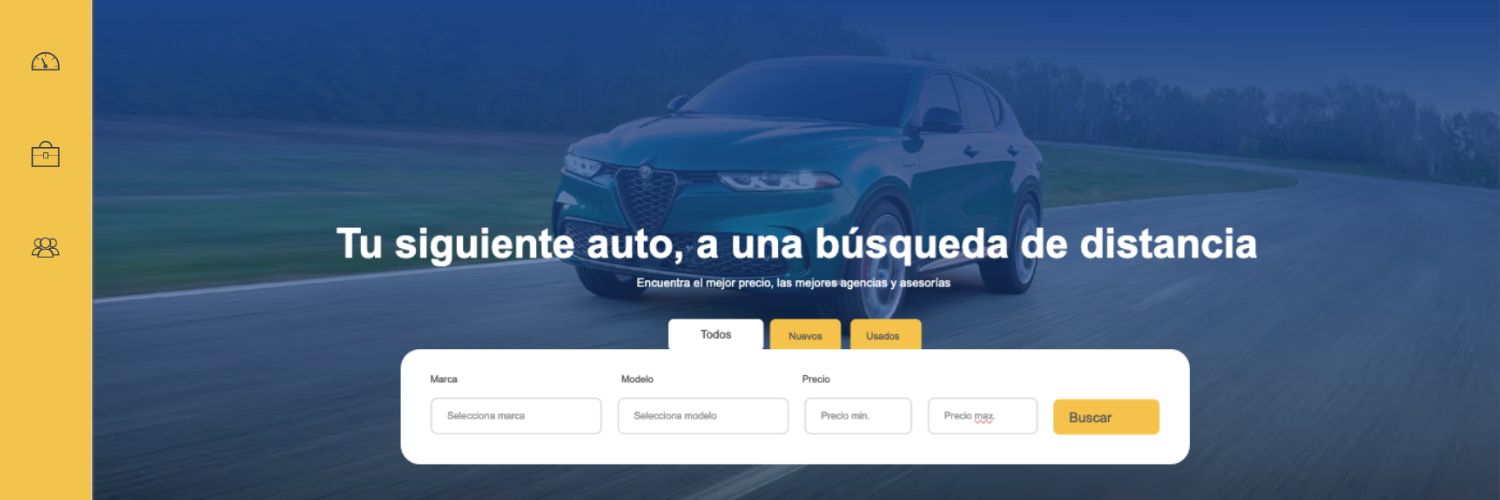 Tu siguiente auto, a una búsqueda de distancia
Encuentra el mejor precio, las mejores agencias y asesorías
Todos
Nuevos
Usados
Marca
Modelo
Precio
Selecciona marca
Selecciona modelo
Precio min.
Precio max.
Buscar